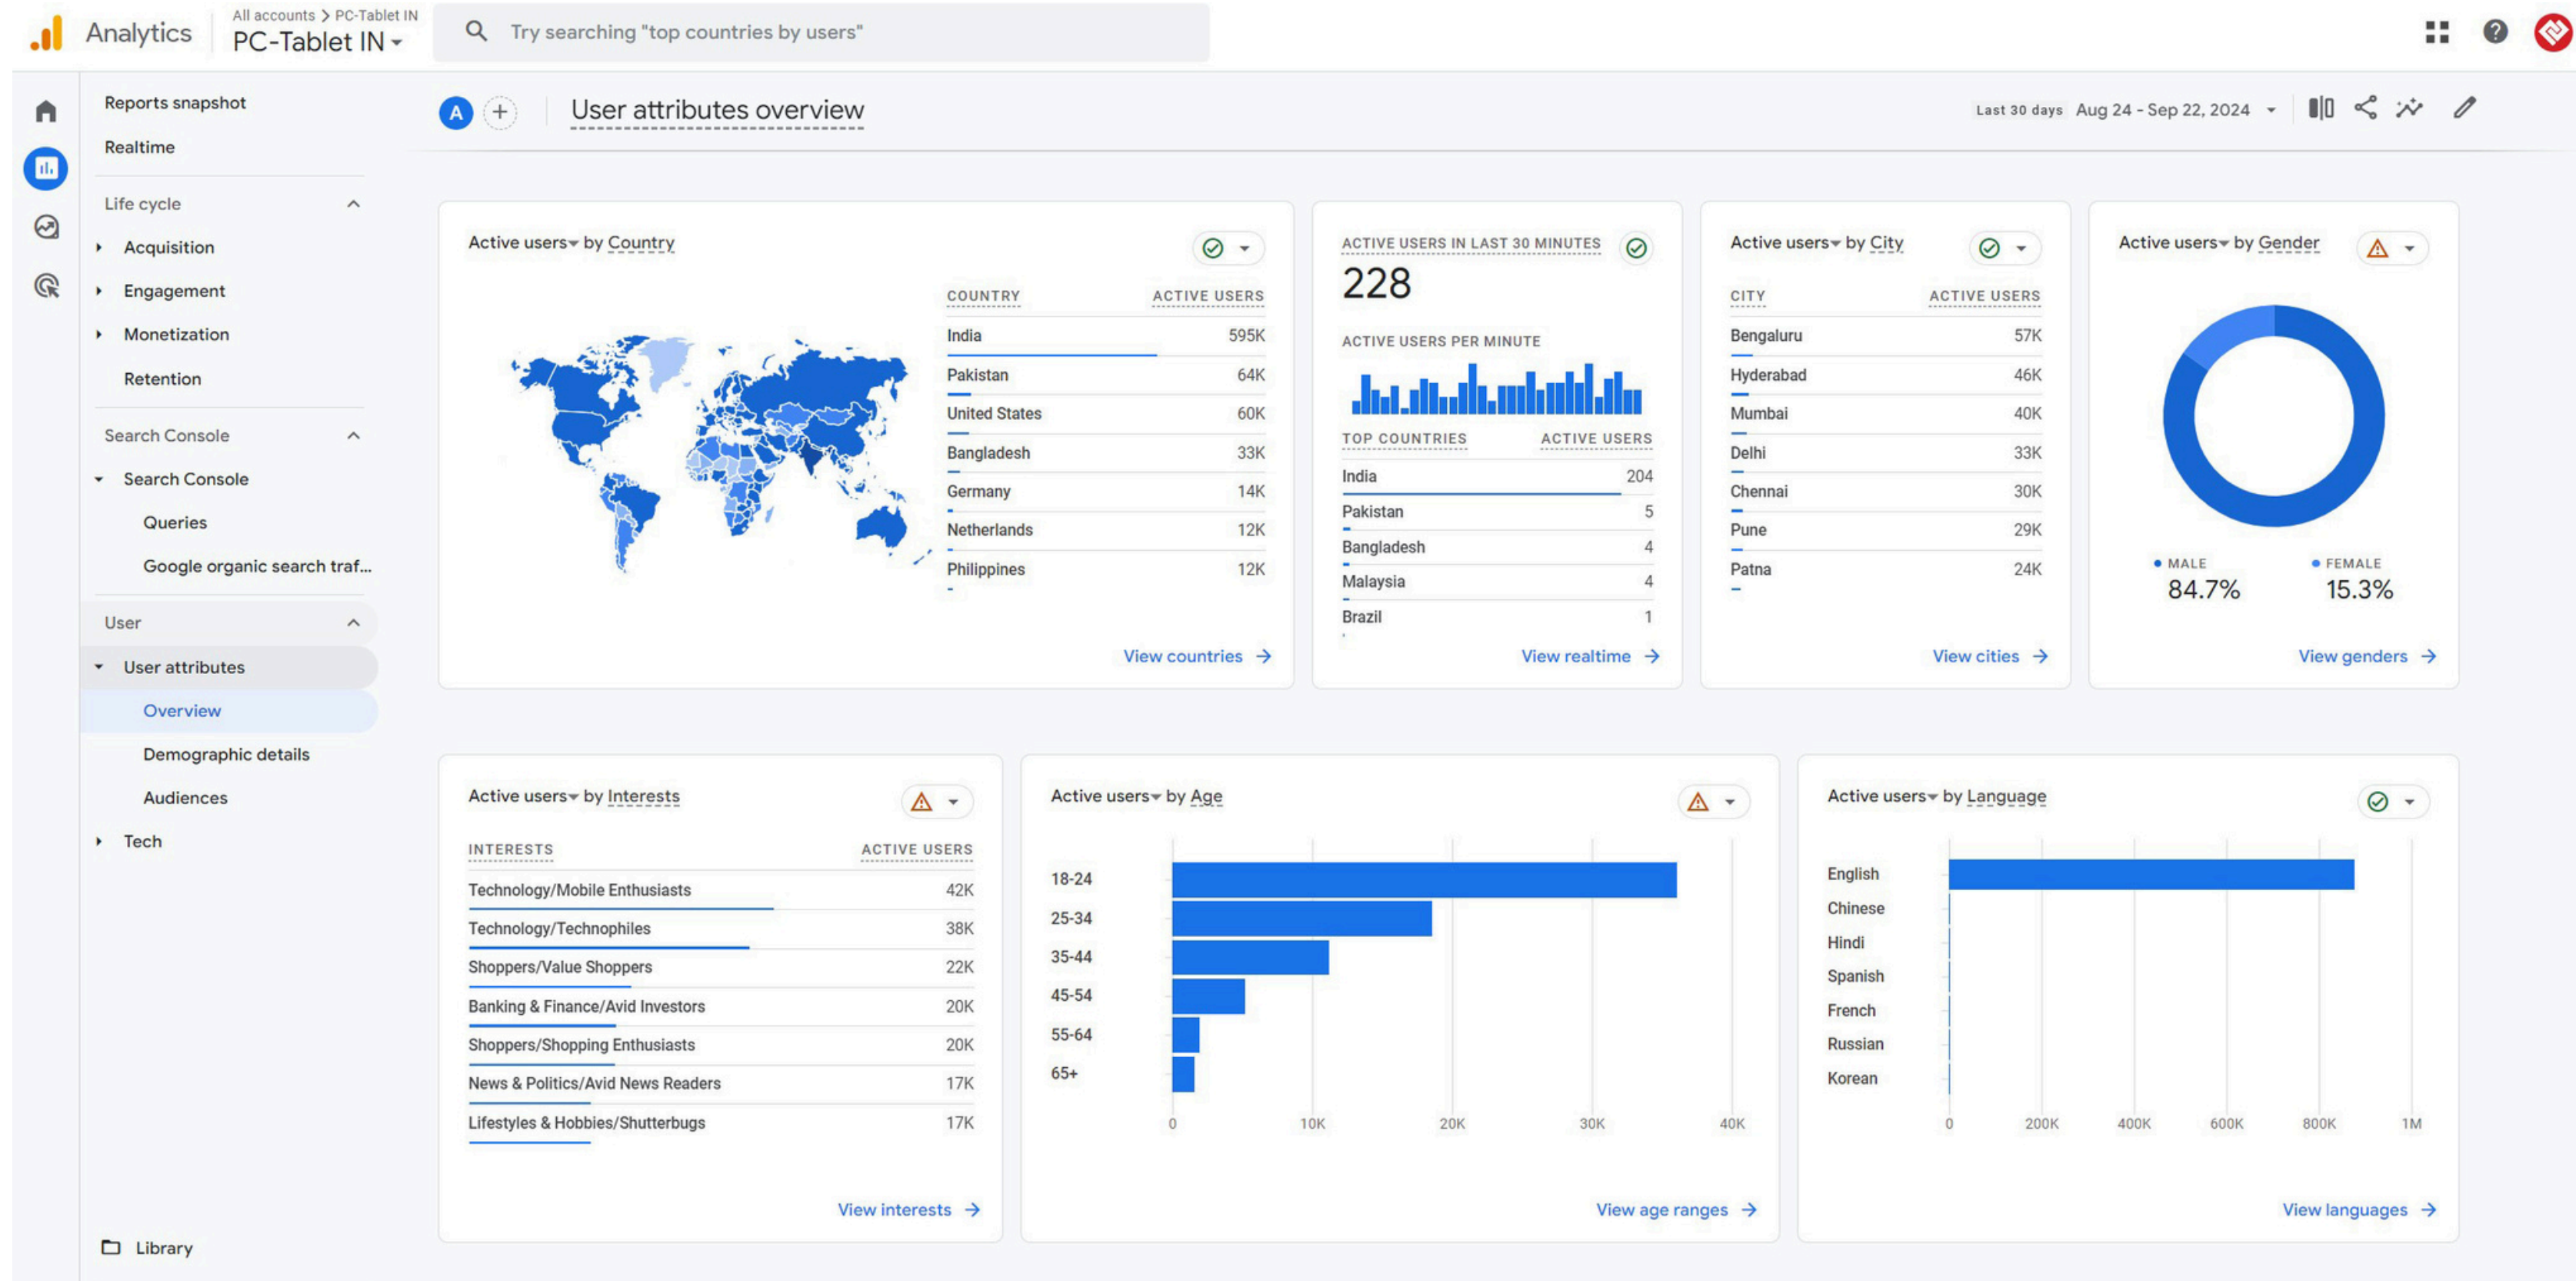 All accounts > PC-Tablet IN
Analytics
PC-Tablet IN
Try searching "top countries by users"
Reports snapshot
Realtime
Life cycle
Acquisition
Engagement
Monetization
Retention
Search Console
Search Console
Queries
Google organic search traf...
User
User attributes
Overview
Demographic details
Audiences
Tech
Library
A
User attributes overview
Last 30 days Aug 24 - Sep 22, 2024
Active users by Country
COUNTRY ACTIVE USERS
India 595K
Pakistan 64K
United States 60K
Bangladesh 33K
Germany 14K
Netherlands 12K
Philippines 12K
View countries
ACTIVE USERS IN LAST 30 MINUTES
228
ACTIVE USERS PER MINUTE
TOP COUNTRIES ACTIVE USERS
India 204
Pakistan 5
Bangladesh 4
Malaysia 4
Brazil 1
View realtime
Active users by City
CITY ACTIVE USERS
Bengaluru 57K
Hyderabad 46K
Mumbai 40K
Delhi 33K
Chennai 30K
Pune 29K
Patna 24K
View cities
Active users by Gender
MALE FEMALE
84.7% 15.3%
View genders
Active users by Interests
INTERESTS ACTIVE USERS
Technology/Mobile Enthusiasts 42K
Technology/Technophiles 38K
Shoppers/Value Shoppers 22K
Banking & Finance/Avid Investors 20K
Shoppers/Shopping Enthusiasts 20K
News & Politics/Avid News Readers 17K
Lifestyles & Hobbies/Shutterbugs 17K
View interests
Active users by Age
18-24
25-34
35-44
45-54
55-64
65+
0 10K 20K 30K 40K
View age ranges
Active users by Language
English
Chinese
Hindi
Spanish
French
Russian
Korean
0 200K 400K 600K 800K 1M
View languages